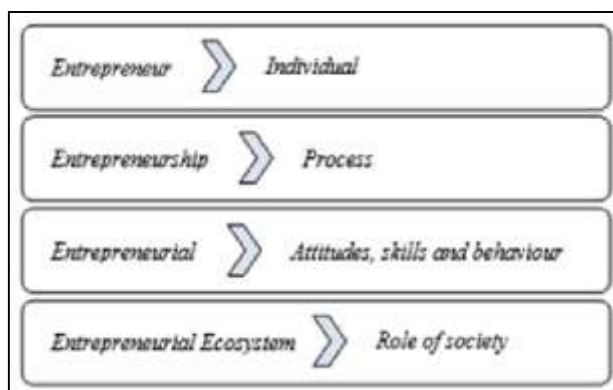 Entrepreneur Individual
Entrepreneurship Process
Entrepreneurial Attitudes, skills and behaviour
Entrepreneurial Ecosystem Role of society